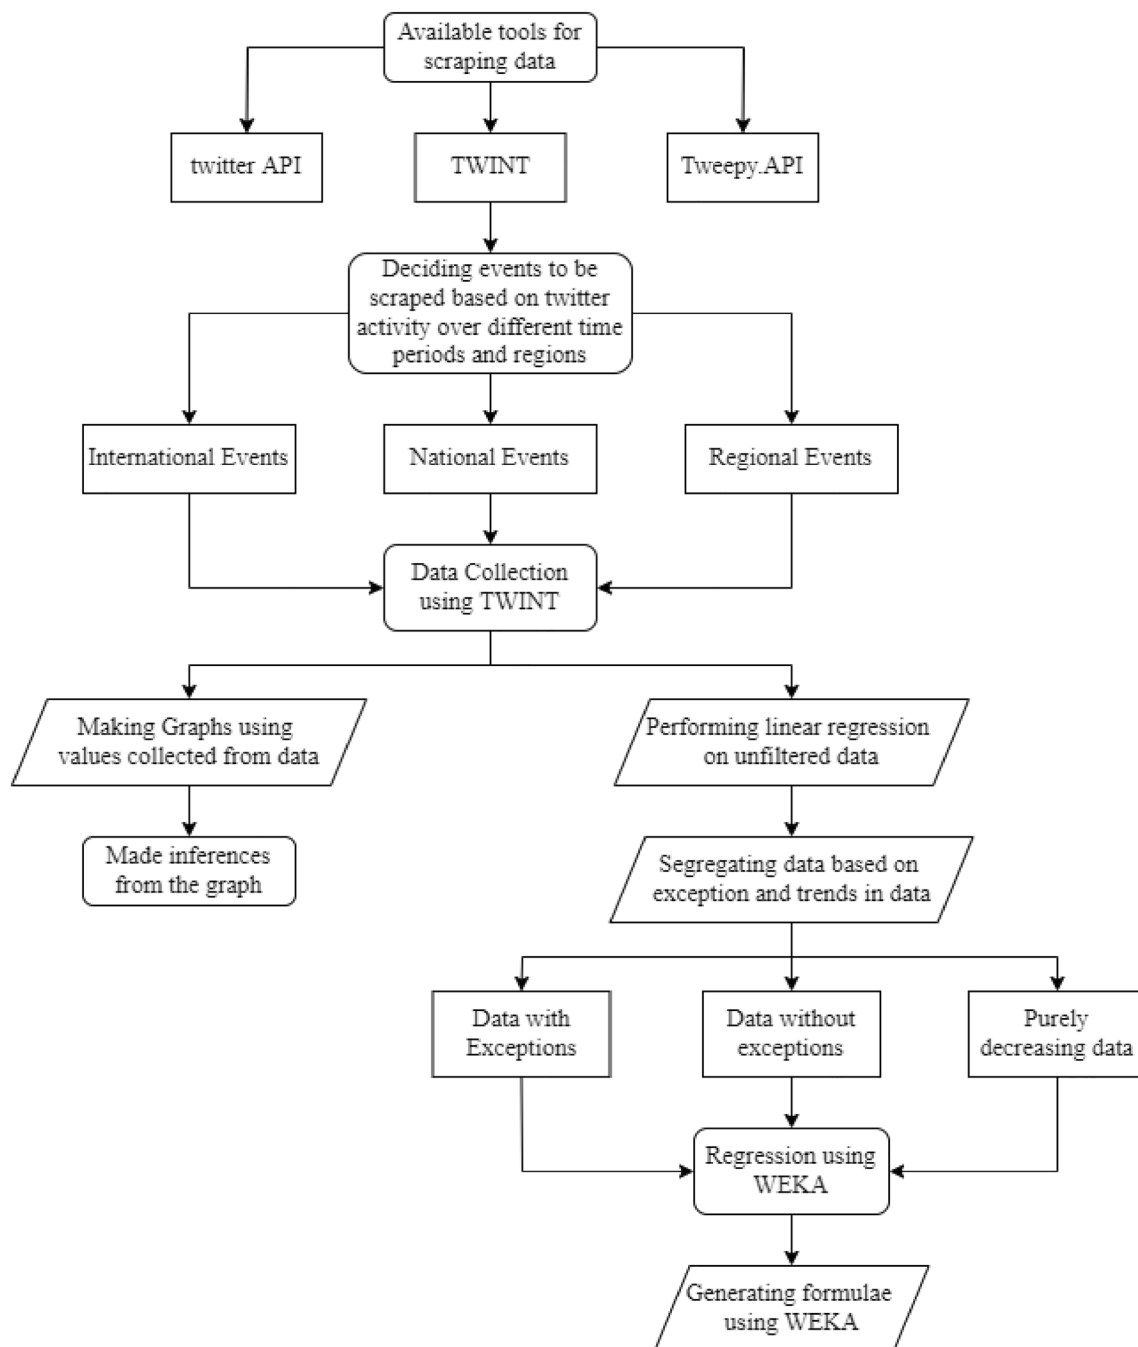 Available tools for
scraping data
twitter API
TWINT
Tweepy.API
Deciding events to be
scraped based on twitter
activity over different time
periods and regions
International Events
National Events
Regional Events
Data Collection
using TWINT
Making Graphs using
values collected from data
Performing linear regression
on unfiltered data
Made inferences
from the graph
Segregating data based on
exception and trends in data
Data with
Exceptions
Data without
exceptions
Purely
decreasing data
Regression using
WEKA
Generating formulae
using WEKA